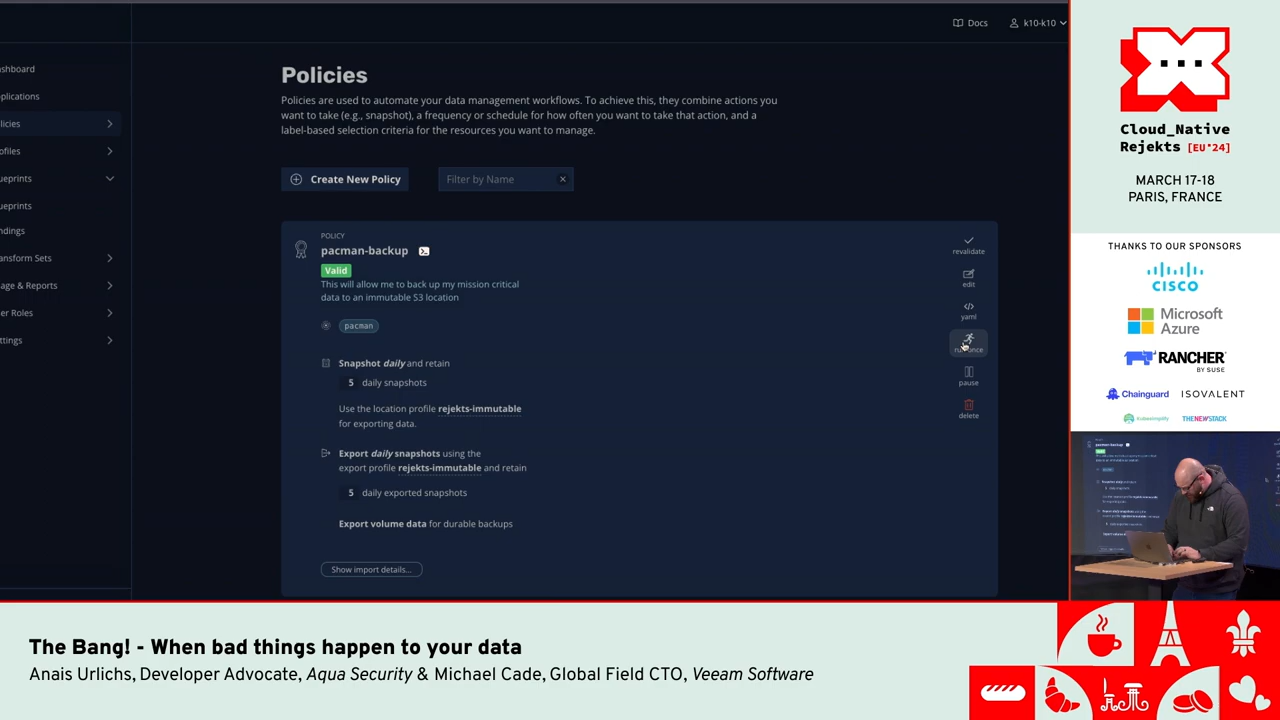 Docs
k10-k10
shboard
plications
licies
ofiles
ueprints
ueprints
ndings
ansform Sets
age & Reports
er Roles
ttings
Policies
Policies are used to automate your data management workflows. To achieve this, they combine actions you
want to take (e.g., snapshot), a frequency or schedule for how often you want to take that action, and a
label-based selection criteria for the resources you want to manage.
Create New Policy
Filter by Name
POLICY
pacman-backup
Valid
This will allow me to back up my mission critical
data to an immutable S3 location
pacman
Snapshot daily and retain
5 daily snapshots
Use the location profile rejekts-immutable
for exporting data.
Export daily snapshots using the
export profile rejekts-immutable and retain
5 daily exported snapshots
Export volume data for durable backups
Show import details...
revalidate
edit
yaml
run once
pause
delete
Cloud_Native
Rejekts [EU'24]
MARCH 17-18
PARIS, FRANCE
THANKS TO OUR SPONSORS
CISCO
Microsoft
Azure
RANCHER
BY SUSE
Chainguard ISOVALENT
kubesimplify THENEWSTACK
pacman-backup
The Bang! - When bad things happen to your data
Anais Urlichs, Developer Advocate, Aqua Security & Michael Cade, Global Field CTO, Veeam Software